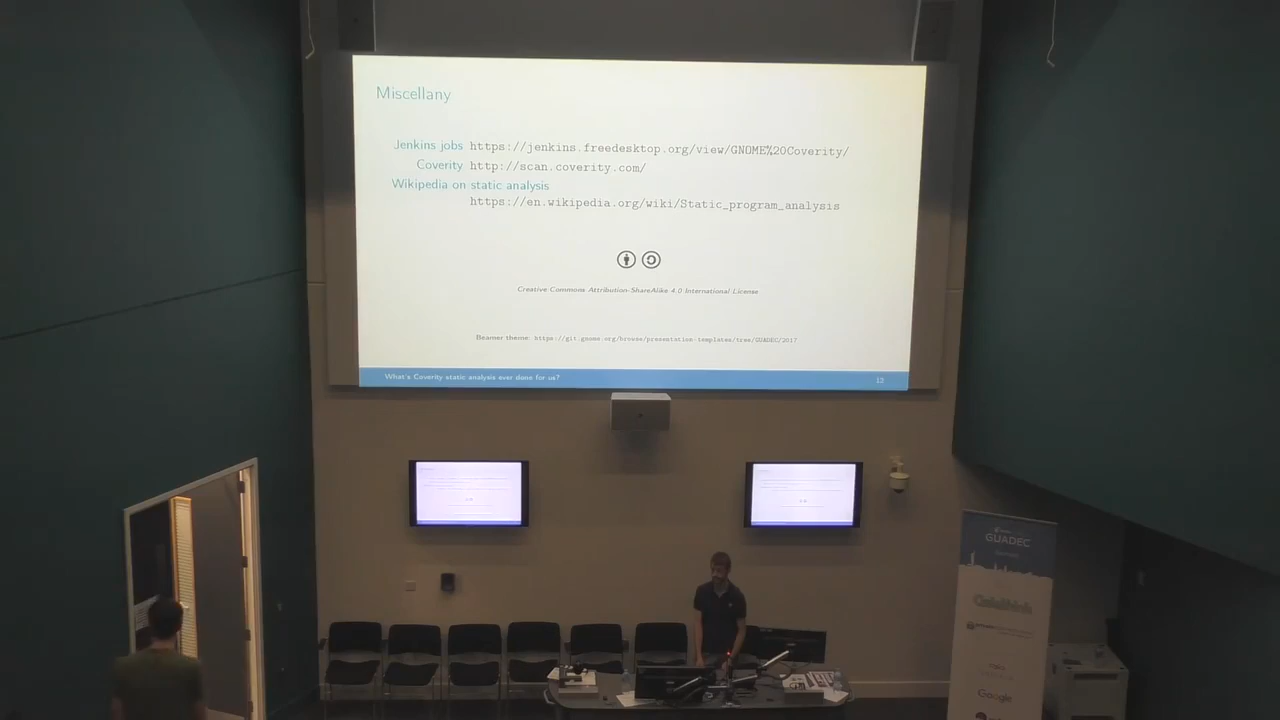 Miscellany
Jenkins jobs https://jenkins.freedesktop.org/view/GNOME%20Coverity/
Coverity http://scan.coverity.com/
Wikipedia on static analysis
https://en.wikipedia.org/wiki/Static_program_analysis
Creative Commons Attribution-ShareAlike 4.0 International License
Beamer theme: https://git.gnome.org/browse/presentation-templates/tree/GUADEC/2017
What's Coverity static analysis ever done for us?
GUADEC
Google